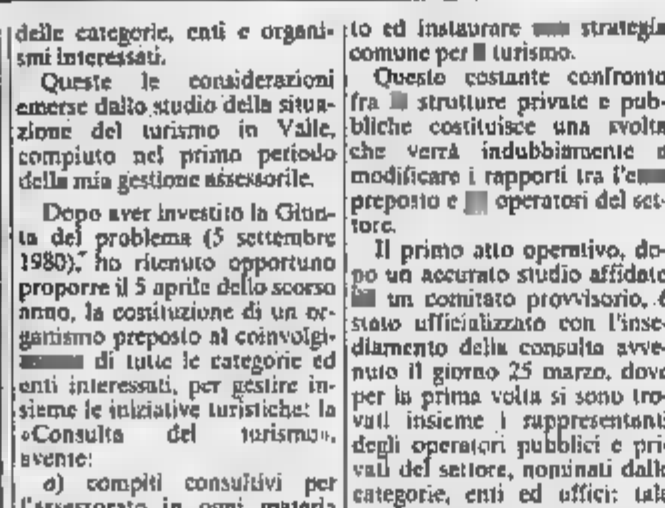 delle categorie, enti e organi-
smi interessati.
Queste le considerazioni
emerse dallo studio della situa-
zione del turismo in Valle,
compiuto nel primo periodo
della mia gestione assessorile.
Dopo aver investito la Giun-
ta del problema (5 settembre
1980), ho ritenuto opportuno
proporre il 5 aprile dello scorso
anno, la costituzione di un or-
ganismo preposto al coinvolgi-
di tutte le categorie ed
enti interessati, per gestire in-
sieme le iniziative turistiche: la
«Consulta del turismo»,
avente:
a) compiti consultivi per
l'assessorato in ogni materia
to ed instaurare strategia
comune per turismo.
Questo costante confronto
fra strutture private e pub-
bliche costituisce una svolta
che verrà indubbiamente a
modificare i rapporti tra
preposto e operatori del set-
tore.
Il primo atto operativo, do-
po un accurato studio affidato
un comitato provvisorio,
stato ufficializzato con l'inse-
diamento della consulta avve-
nuto il giorno 25 marzo, dove
per la prima volta si sono tro-
vati insieme i rappresentanti
degli operatori pubblici e pri-
vati del settore, nominati dalle
categorie, enti ed uffici: tale